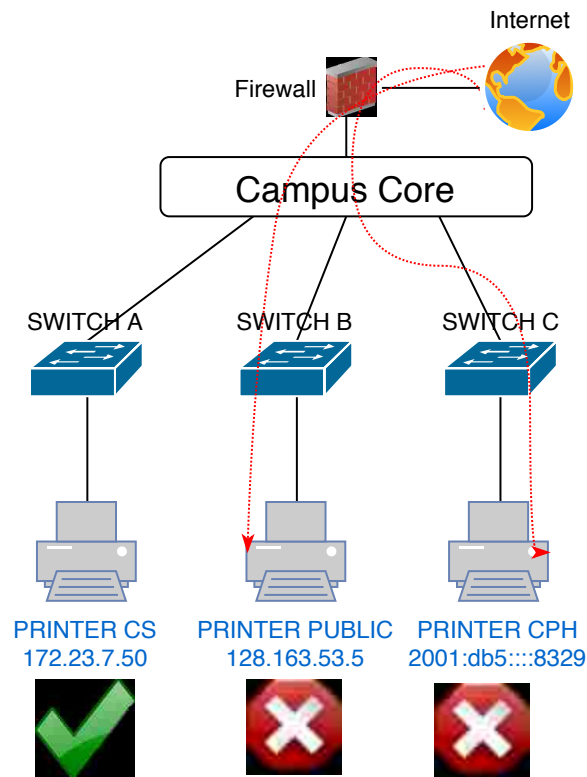 Internet
Firewall
Campus Core
SWITCH A
SWITCH B
SWITCH C
PRINTER CS
172.23.7.50
PRINTER PUBLIC
128.163.53.5
PRINTER CPH
2001:db5::::8329